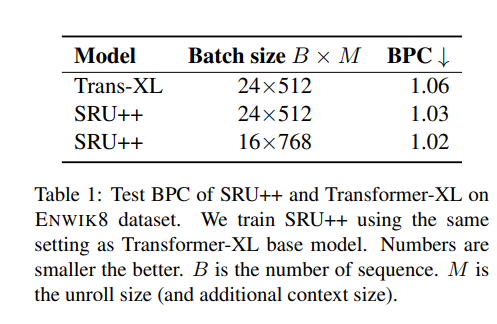 Model Batch size B × M BPC ↓
Trans-XL 24×512 1.06
SRU++ 24×512 1.03
SRU++ 16×768 1.02
Table 1: Test BPC of SRU++ and Transformer-XL on
ENWIK8 dataset. We train SRU++ using the same
setting as Transformer-XL base model. Numbers are
smaller the better. B is the number of sequence. M is
the unroll size (and additional context size).